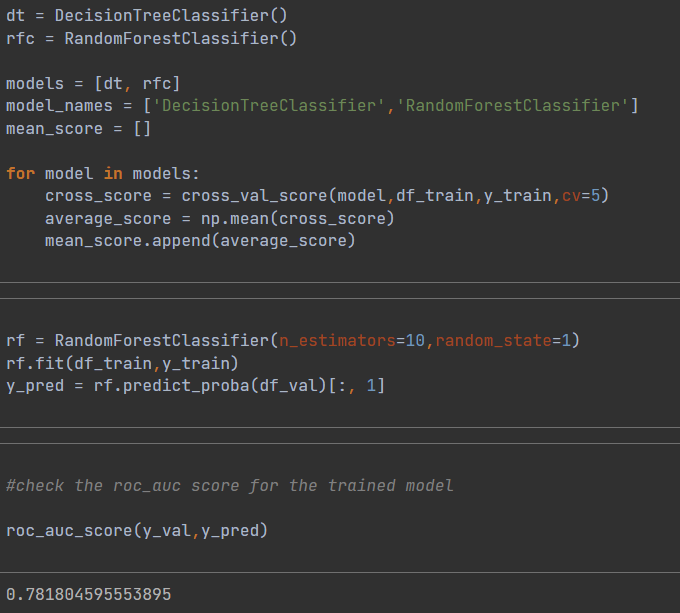 dt = DecisionTreeClassifier()
rfc = RandomForestClassifier()
models = [dt, rfc]
model_names = ['DecisionTreeClassifier','RandomForestClassifier']
mean_score = []
for model in models:
    cross_score = cross_val_score(model,df_train,y_train,cv=5)
    average_score = np.mean(cross_score)
    mean_score.append(average_score)
rf = RandomForestClassifier(n_estimators=10,random_state=1)
rf.fit(df_train,y_train)
y_pred = rf.predict_proba(df_val)[:, 1]
#check the roc_auc score for the trained model
roc_auc_score(y_val,y_pred)
0.781804595553895